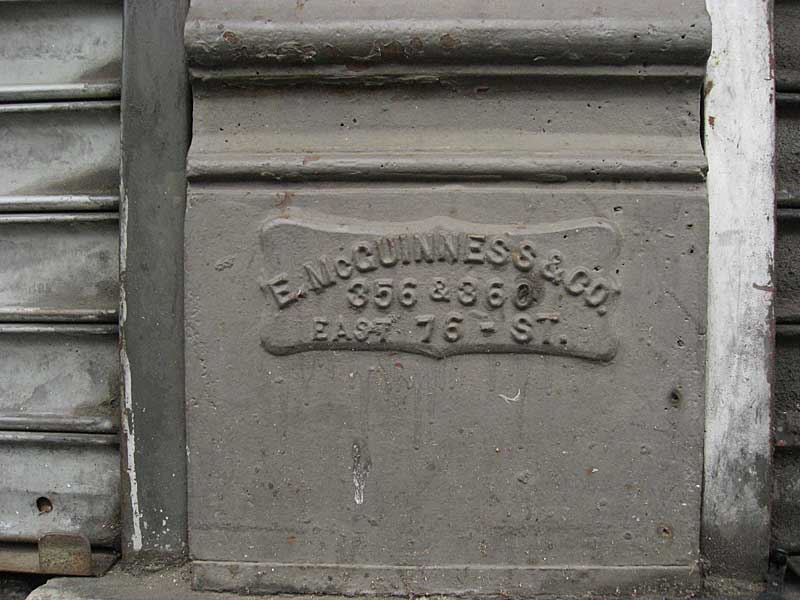 E. McGUINNESS & CO.
356 & 360
EAST 76 - ST.